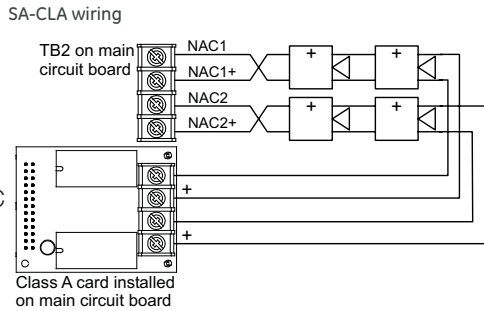 SA-CLA wiring
TB2 on main
circuit board
NAC1
NAC1+
NAC2
NAC2+
+ +
+ +
+
+
Class A card installed
on main circuit board